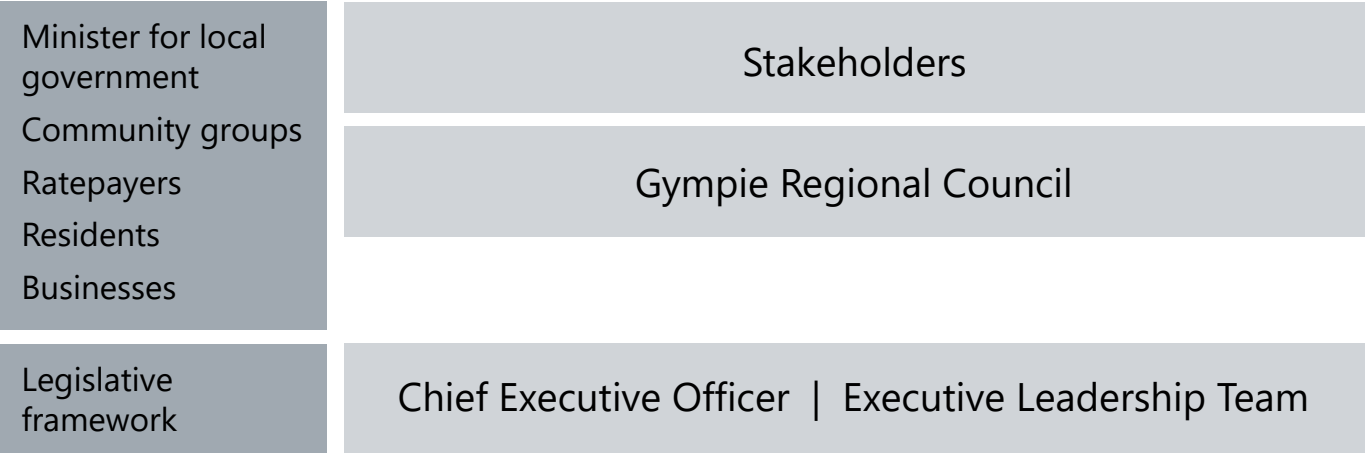 Minister for local
government
Community groups
Ratepayers
Residents
Businesses
Stakeholders
Gympie Regional Council
Legislative
framework
Chief Executive Officer | Executive Leadership Team